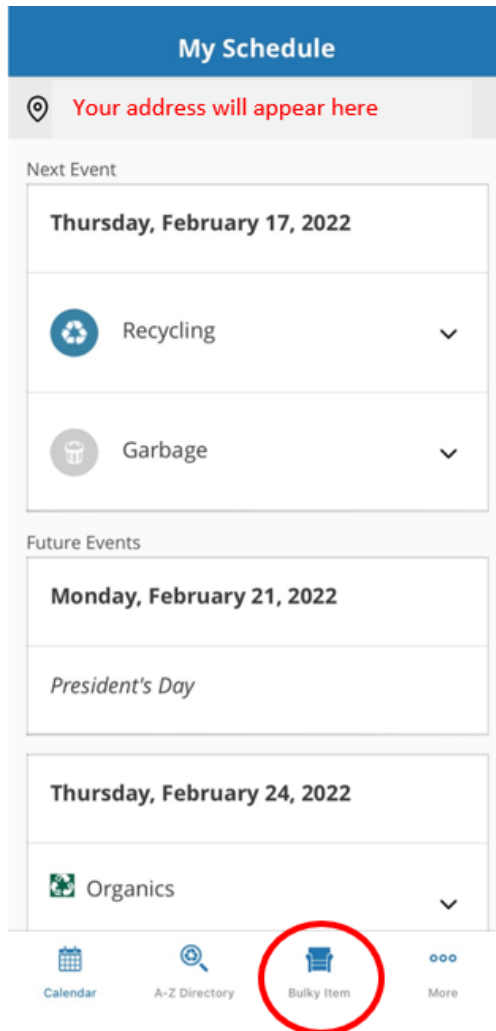 My Schedule
Your address will appear here
Next Event
Thursday, February 17, 2022
Recycling
Garbage
Future Events
Monday, February 21, 2022
President's Day
Thursday, February 24, 2022
Organics
Calendar A-Z Directory Bulky Item More